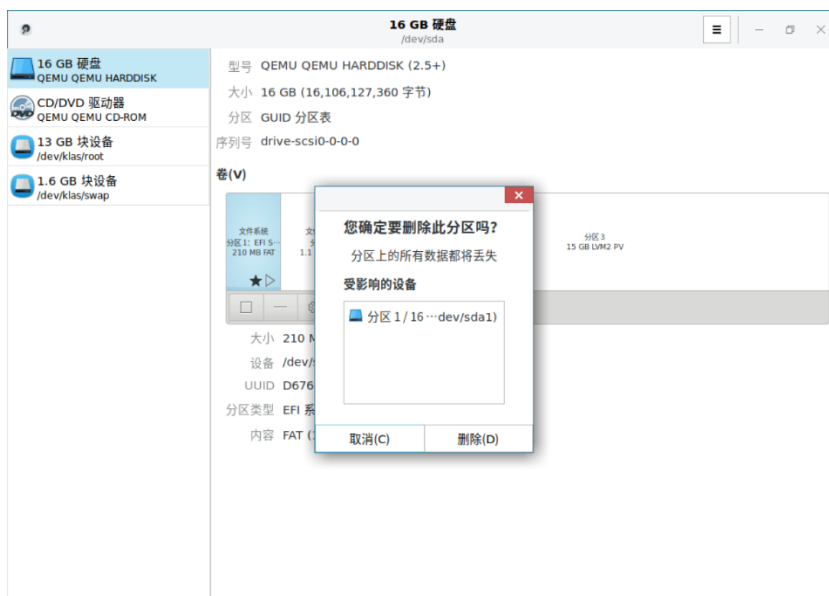 16 GB 硬盘
/dev/sda
16 GB 硬盘
QEMU QEMU HARDDISK
CD/DVD 驱动器
QEMU QEMU CD-ROM
13 GB 块设备
/dev/klas/root
1.6 GB 块设备
/dev/klas/swap
型号 QEMU QEMU HARDDISK (2.5+)
大小 16 GB (16,106,127,360 字节)
分区 GUID 分区表
序列号 drive-scsi0-0-0-0
卷(V)
文件系统
分区 1: EFI S…
210 MB FAT
文
分
1.1
分区 3
15 GB LVM2 PV
大小 210 M
设备 /dev/
UUID D676
分区类型 EFI 系
内容 FAT (
您确定要删除此分区吗?
分区上的所有数据都将丢失
受影响的设备
分区 1 / 16 …dev/sda1)
取消(C)
删除(D)